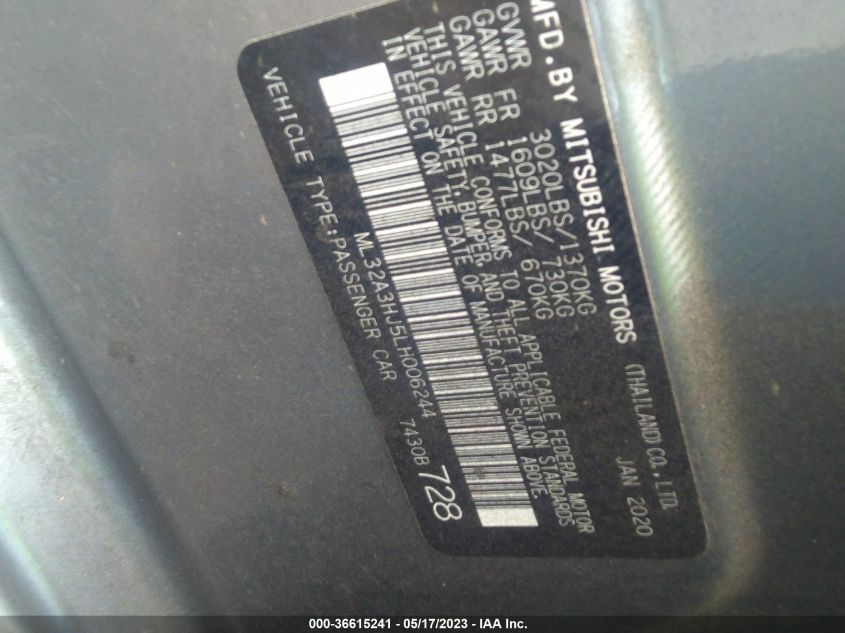 MFD. BY MITSUBISHI MOTORS (THAILAND) CO., LTD.
JAN 2020
GVWR 3020LBS/1370KG
GAWR FR 1609LBS/ 730KG
GAWR RR 1477LBS/ 670KG
THIS VEHICLE CONFORMS TO ALL APPLICABLE FEDERAL MOTOR
VEHICLE SAFETY, BUMPER AND THEFT PREVENTION STANDARDS
IN EFFECT ON THE DATE OF MANUFACTURE SHOWN ABOVE.
ML32A3HJ5LH006244
7430B 728
VEHICLE TYPE:PASSENGER CAR
000-36615241 - 05/17/2023 - IAA Inc.